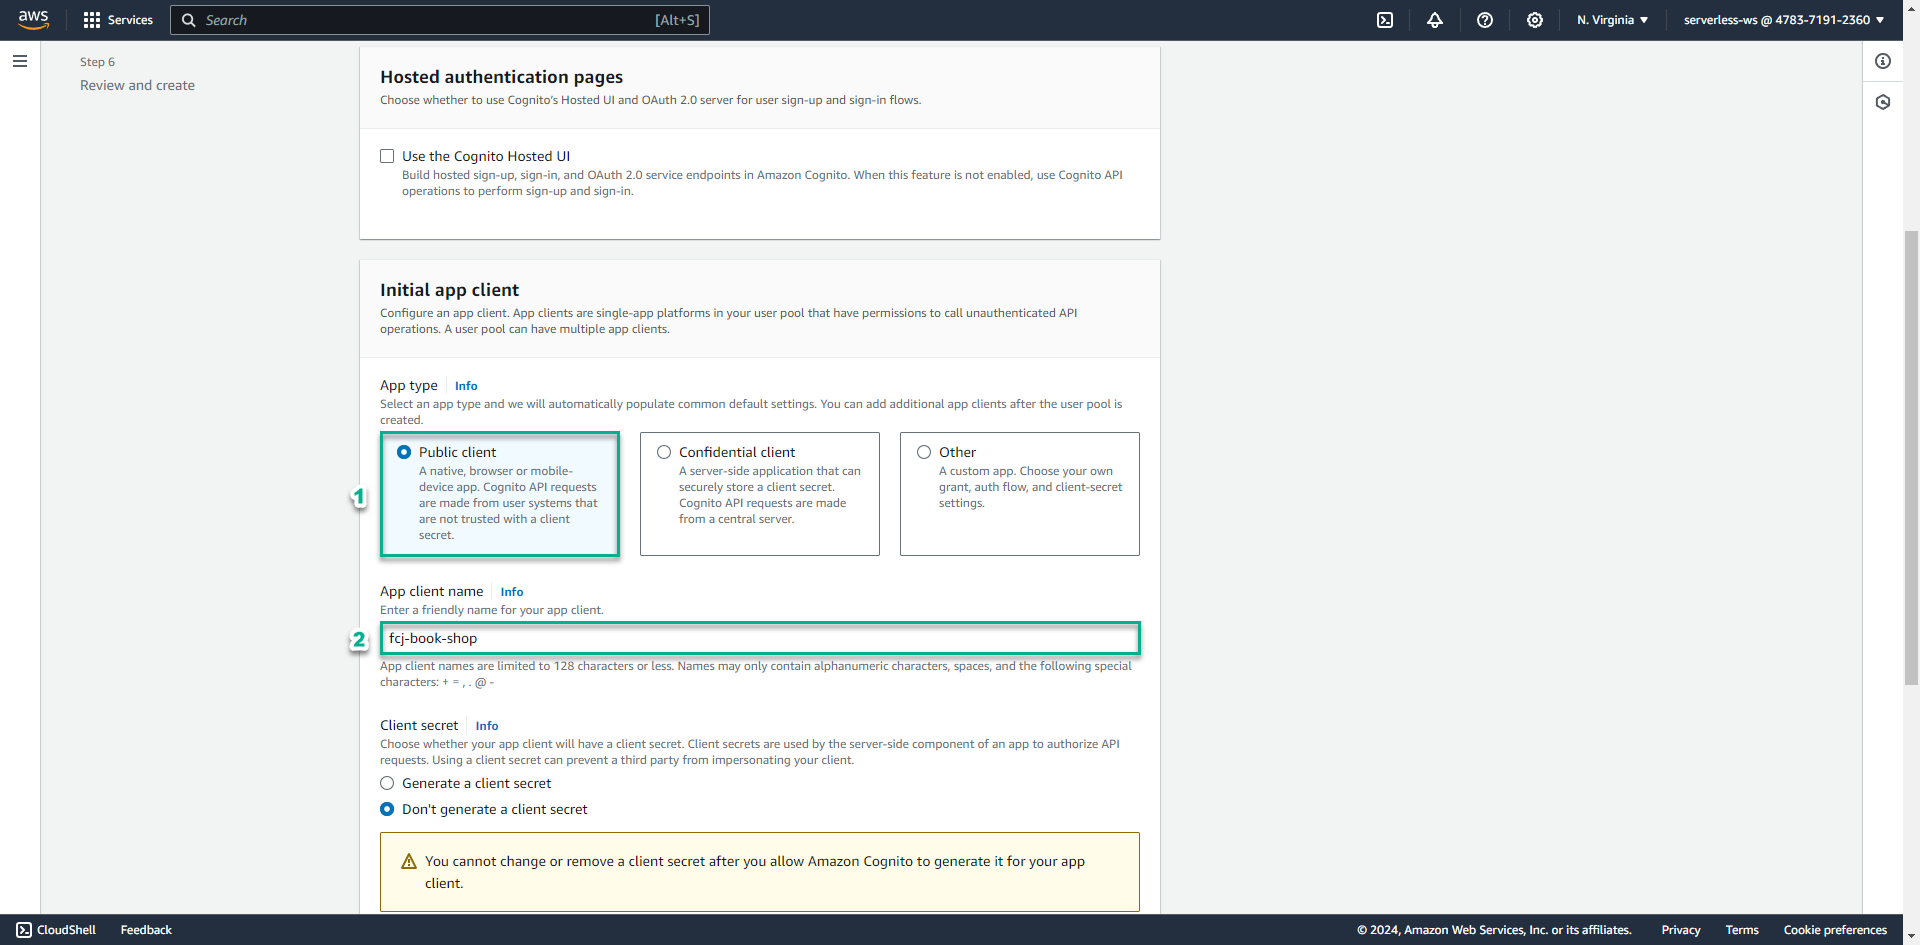 aws
Services
Search
[Alt+S]
N. Virginia
serverless-ws @ 4783-7191-2360
Step 6
Review and create
Hosted authentication pages
Choose whether to use Cognito's Hosted UI and OAuth 2.0 server for user sign-up and sign-in flows.
Use the Cognito Hosted UI
Build hosted sign-up, sign-in, and OAuth 2.0 service endpoints in Amazon Cognito. When this feature is not enabled, use Cognito API
operations to perform sign-up and sign-in.
Initial app client
Configure an app client. App clients are single-app platforms in your user pool that have permissions to call unauthenticated API
operations. A user pool can have multiple app clients.
App type
Info
Select an app type and we will automatically populate common default settings. You can add additional app clients after the user pool is
created.
1
Public client
A native, browser or mobile-
device app. Cognito API requests
are made from user systems that
are not trusted with a client
secret.
Confidential client
A server-side application that can
securely store a client secret.
Cognito API requests are made
from a central server.
Other
A custom app. Choose your own
grant, auth flow, and client-secret
settings.
App client name
Info
Enter a friendly name for your app client.
2
fcj-book-shop
App client names are limited to 128 characters or less. Names may only contain alphanumeric characters, spaces, and the following special
characters: + = , . @ -
Client secret
Info
Choose whether your app client will have a client secret. Client secrets are used by the server-side component of an app to authorize API
requests. Using a client secret can prevent a third party from impersonating your client.
Generate a client secret
Don't generate a client secret
You cannot change or remove a client secret after you allow Amazon Cognito to generate it for your app
client.
CloudShell
Feedback
© 2024, Amazon Web Services, Inc. or its affiliates.
Privacy
Terms
Cookie preferences